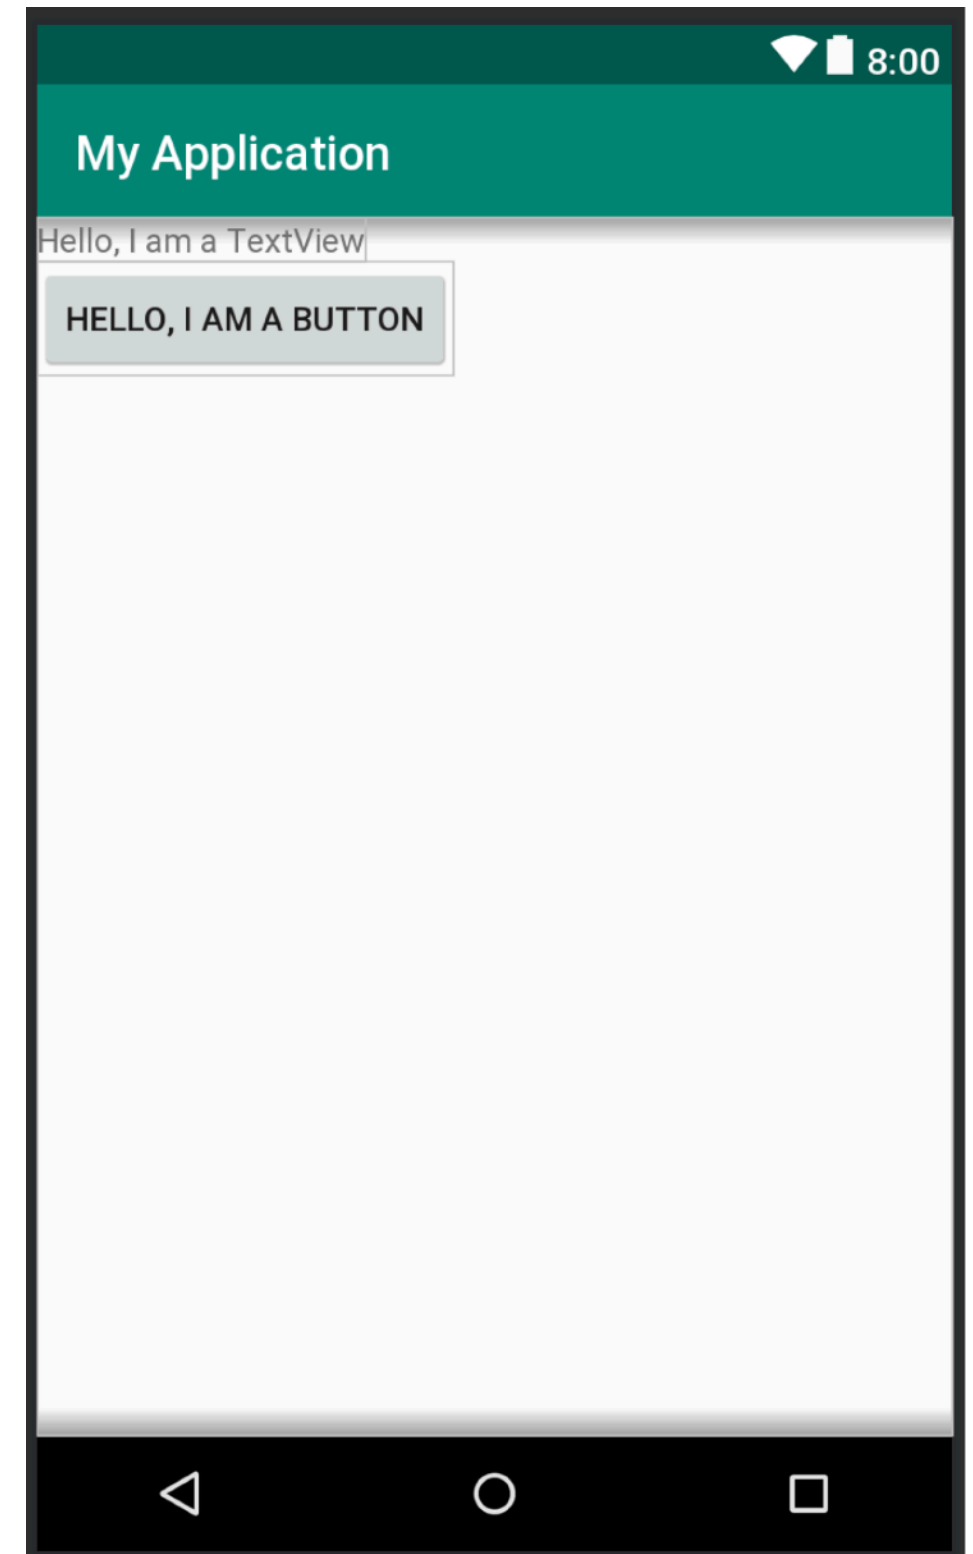 8:00
My Application
Hello, I am a TextView
HELLO, I AM A BUTTON